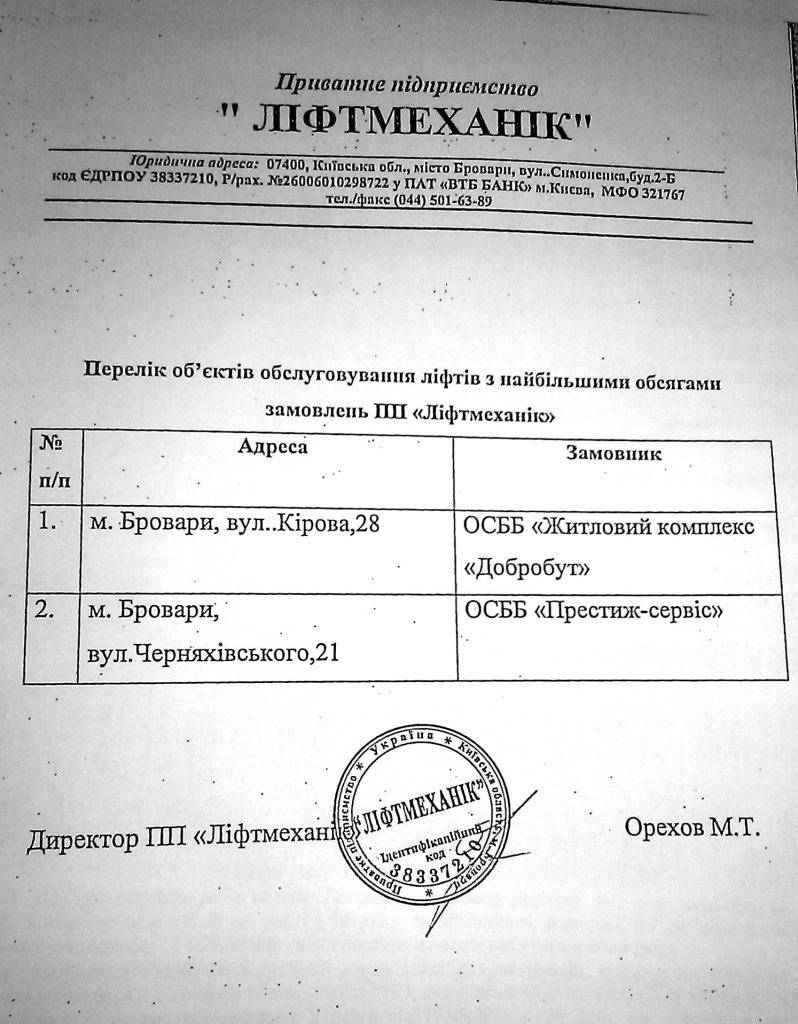 Приватне підприємство
" ЛІФТМЕХАНІК"
Юридична адреса: 07400, Київська обл., місто Бровари, вул..Симоненка,буд.2-Б
код ЄДРПОУ 38337210, Р/рах. №26006010298722 у ПАТ «ВТБ БАНК» м.Києва, МФО 321767
тел./факс (044) 501-63-89
Перелік об’єктів обслуговування ліфтів з найбільшими обсягами
замовлень ПП «Ліфтмеханік»
№ п/п Адреса Замовник
1. м. Бровари, вул..Кірова,28 ОСББ «Житловий комплекс
«Добробут»
2. м. Бровари, ОСББ «Престиж-сервіс»
вул.Черняхівського,21
Директор ПП «Ліфтмеханік Орехов М.Т.
Приватне підприємство * Україна * Київська область м.Бровари *
"ЛІФТМЕХАНІК"
Ідентифікаційний
код
38337210